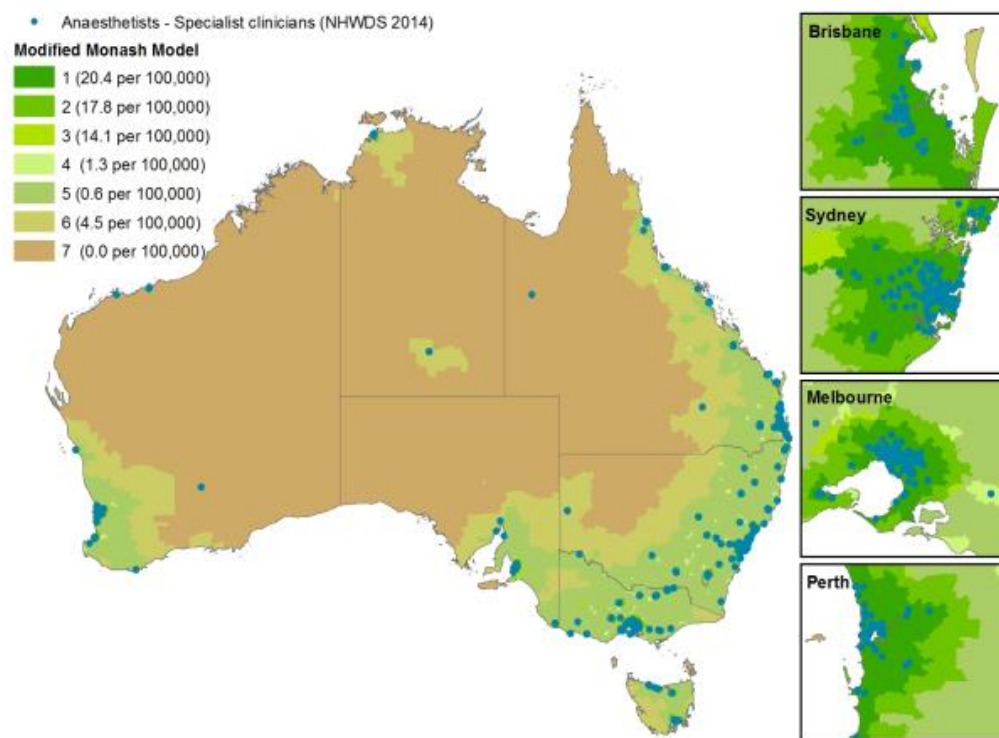 Anaesthetists - Specialist clinicians (NHWDS 2014)
Modified Monash Model
1 (20.4 per 100,000)
2 (17.8 per 100,000)
3 (14.1 per 100,000)
4 (1.3 per 100,000)
5 (0.6 per 100,000)
6 (4.5 per 100,000)
7 (0.0 per 100,000)
Brisbane
Sydney
Melbourne
Perth